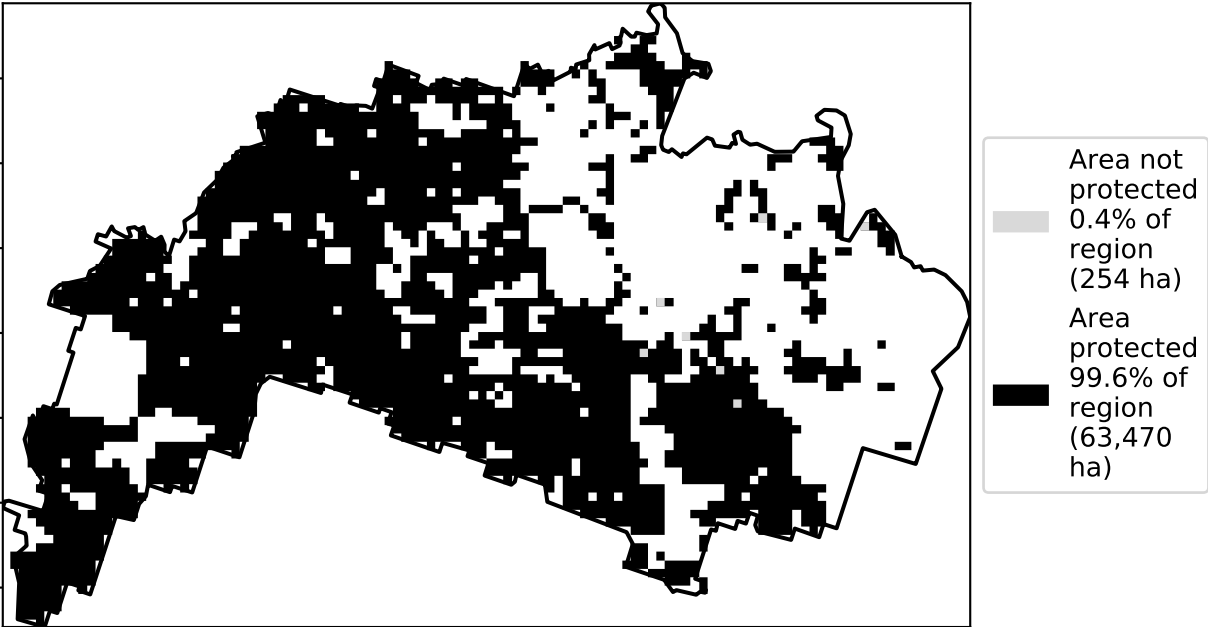 Area not
protected
0.4% of
region
(254 ha)
Area
protected
99.6% of
region
(63,470
ha)